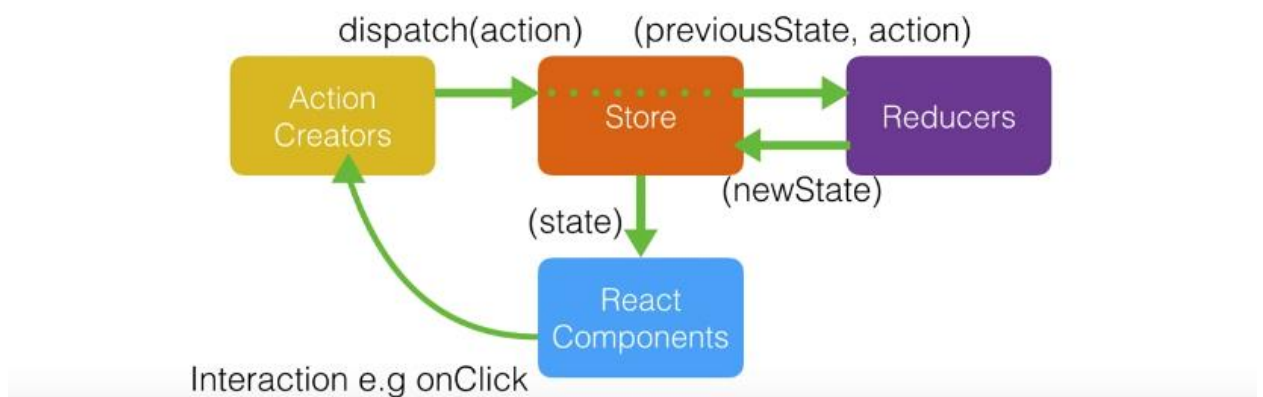 dispatch(action)
(previousState, action)
Action
Creators
Store
Reducers
(newState)
(state)
React
Components
Interaction e.g onClick